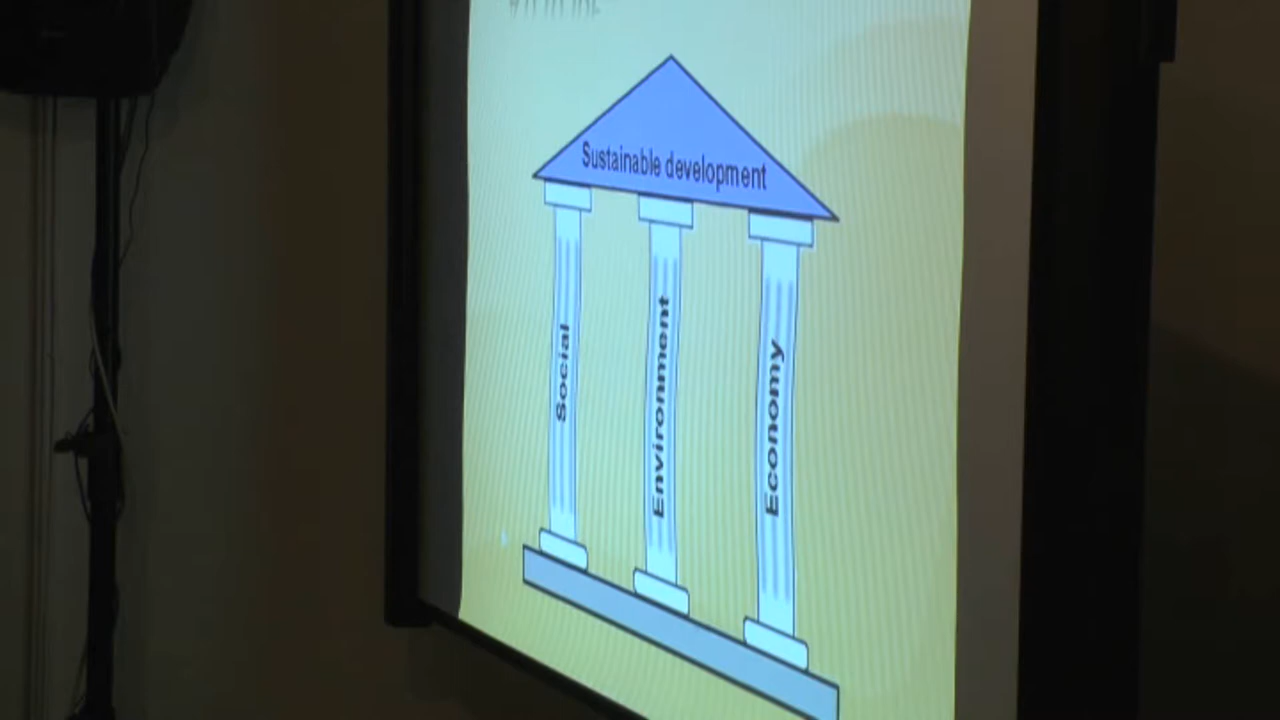 Sustainable development
Social
Environment
Economy